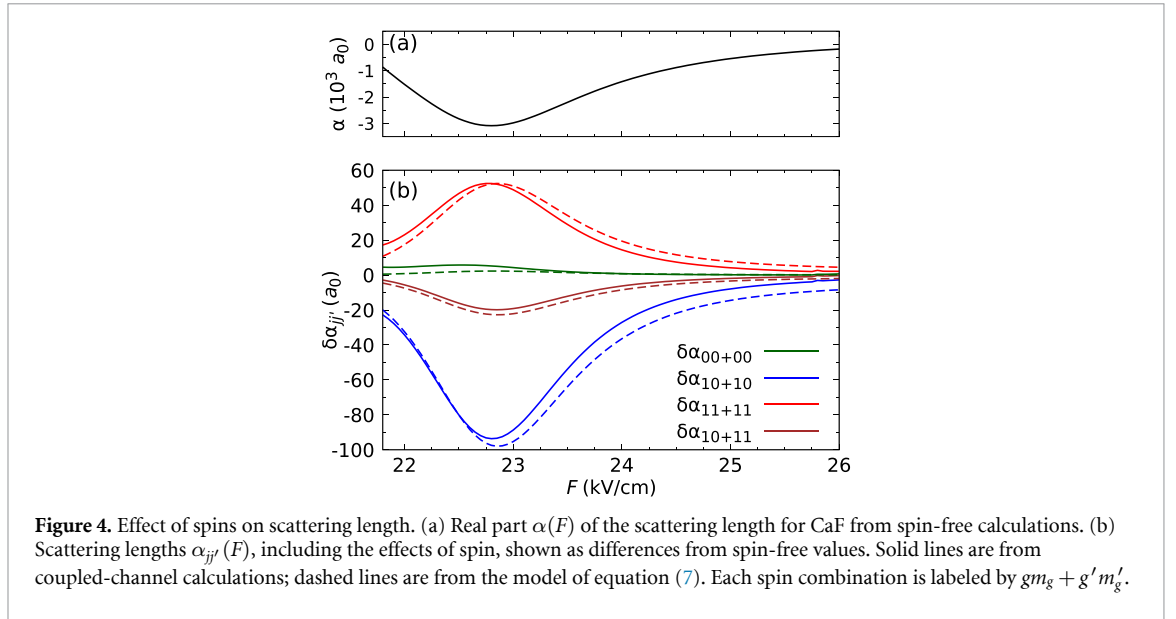 (a)
α (10³ a₀)
0
-1
-2
-3
(b)
δαjj′ (a₀)
60
40
20
0
-20
-40
-60
-80
-100
δα00+00
δα10+10
δα11+11
δα10+11
22 23 24 25 26
F (kV/cm)
Figure 4. Effect of spins on scattering length. (a) Real part α(F) of the scattering length for CaF from spin-free calculations. (b)
Scattering lengths αjj′(F), including the effects of spin, shown as differences from spin-free values. Solid lines are from
coupled-channel calculations; dashed lines are from the model of equation (7). Each spin combination is labeled by gmg + g′m′g.